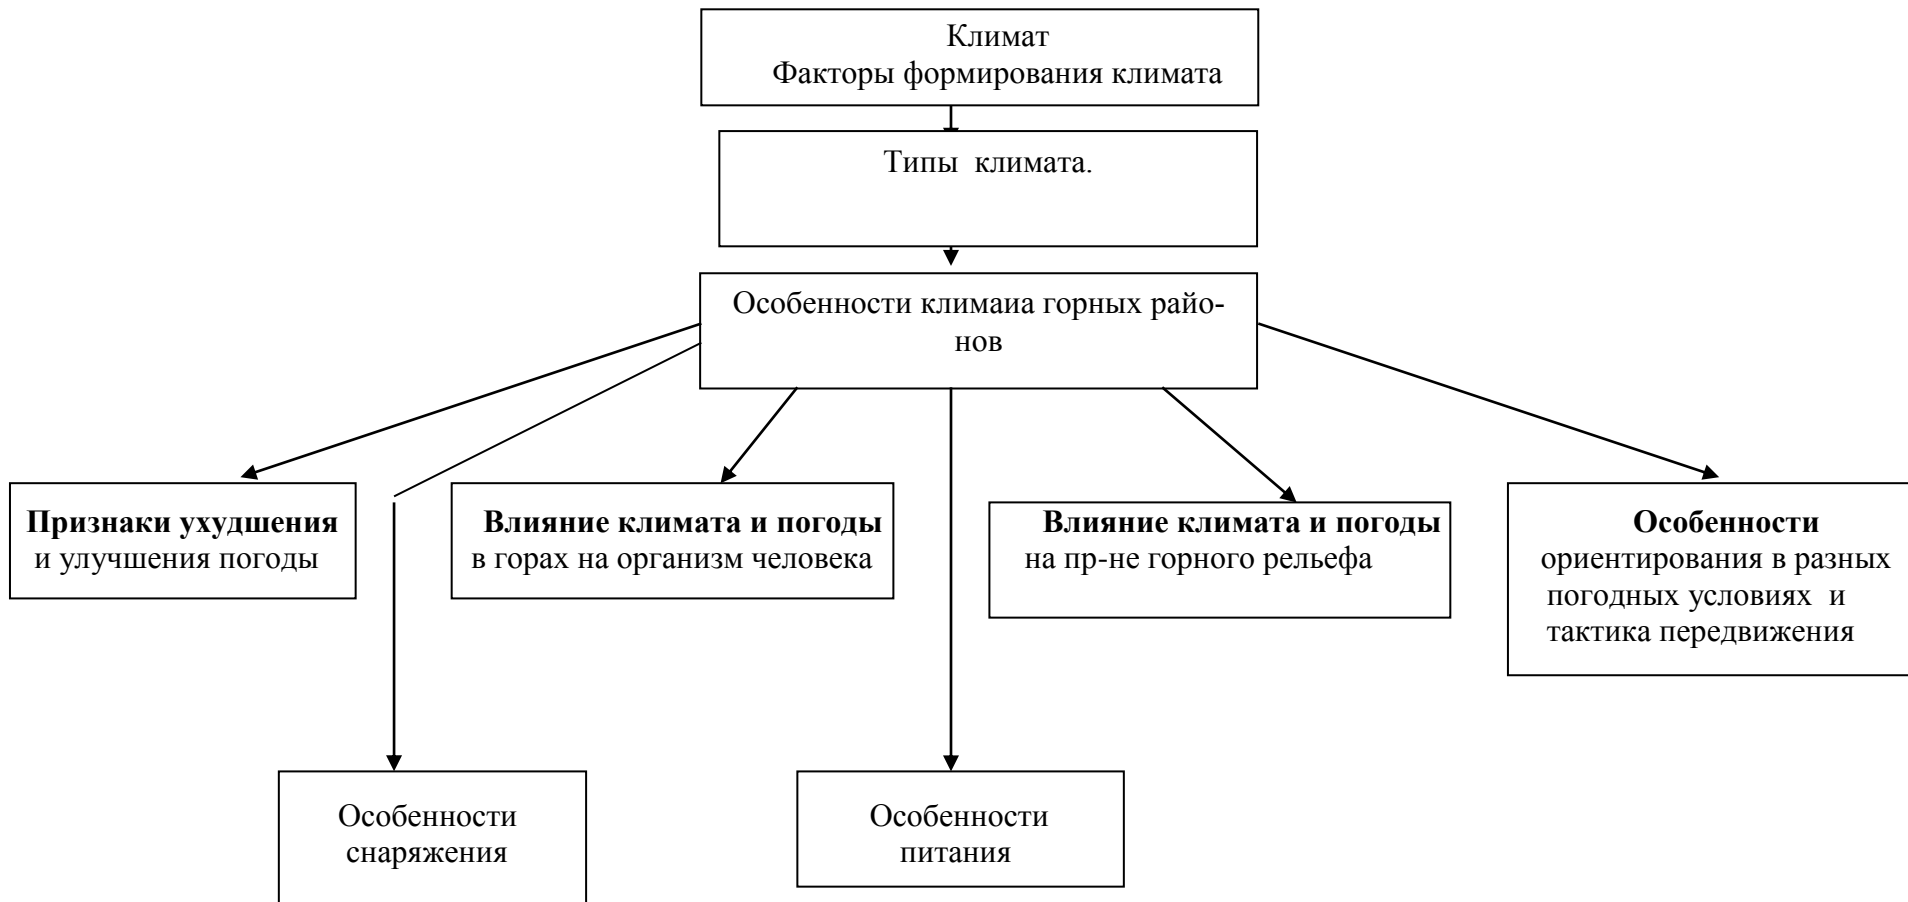 Климат
Факторы формирования климата
Типы климата.
Особенности климаиа горных райо-
нов
Признаки ухудшения
и улучшения погоды
Влияние климата и погоды
в горах на организм человека
Влияние климата и погоды
на пр-не горного рельефа
Особенности
ориентирования в разных
погодных условиях и
тактика передвижения
Особенности
снаряжения
Особенности
питания